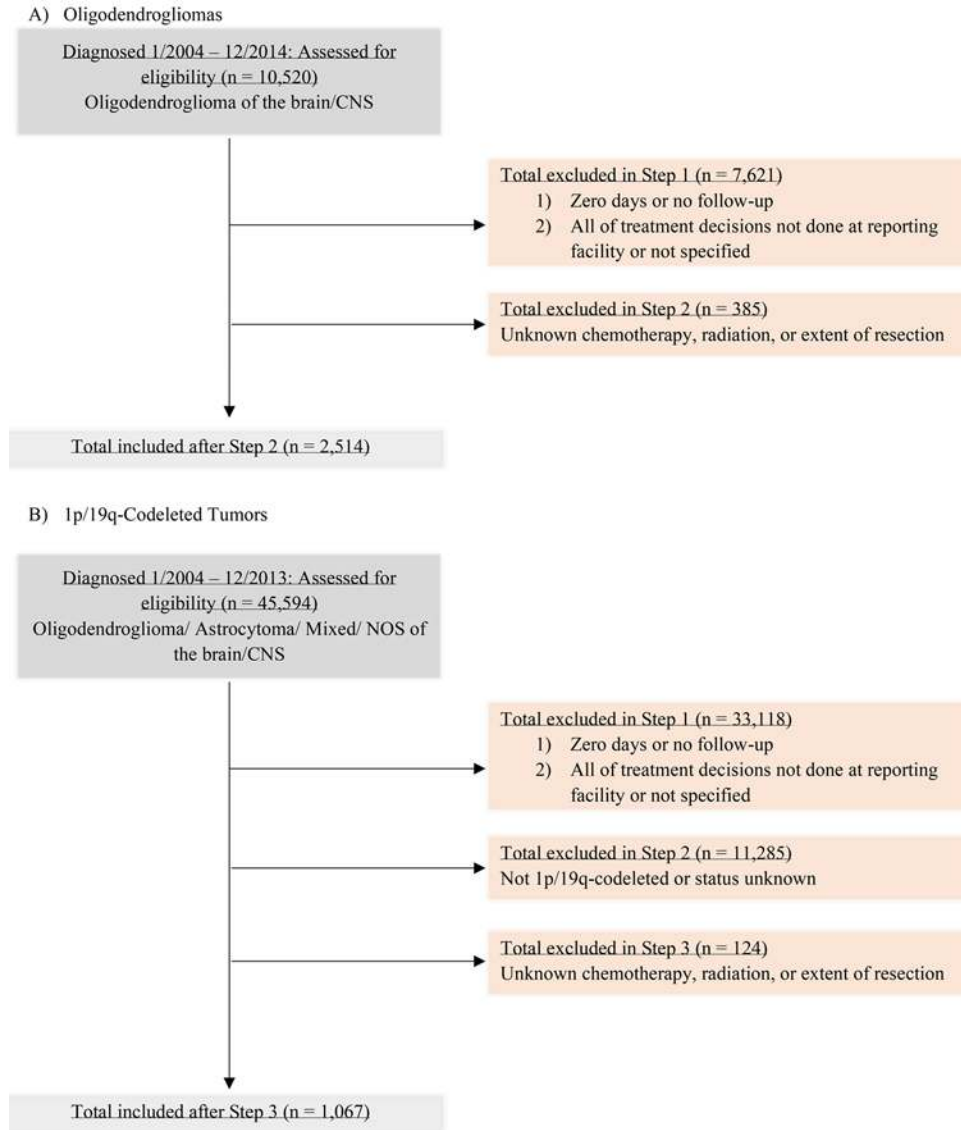 A) Oligodendrogliomas
Diagnosed 1/2004 – 12/2014: Assessed for
eligibility (n = 10,520)
Oligodendroglioma of the brain/CNS
Total excluded in Step 1 (n = 7,621)
1) Zero days or no follow-up
2) All of treatment decisions not done at reporting
facility or not specified
Total excluded in Step 2 (n = 385)
Unknown chemotherapy, radiation, or extent of resection
Total included after Step 2 (n = 2,514)
B) 1p/19q-Codeleted Tumors
Diagnosed 1/2004 – 12/2013: Assessed for
eligibility (n = 45,594)
Oligodendroglioma/ Astrocytoma/ Mixed/ NOS of
the brain/CNS
Total excluded in Step 1 (n = 33,118)
1) Zero days or no follow-up
2) All of treatment decisions not done at reporting
facility or not specified
Total excluded in Step 2 (n = 11,285)
Not 1p/19q-codeleted or status unknown
Total excluded in Step 3 (n = 124)
Unknown chemotherapy, radiation, or extent of resection
Total included after Step 3 (n = 1,067)